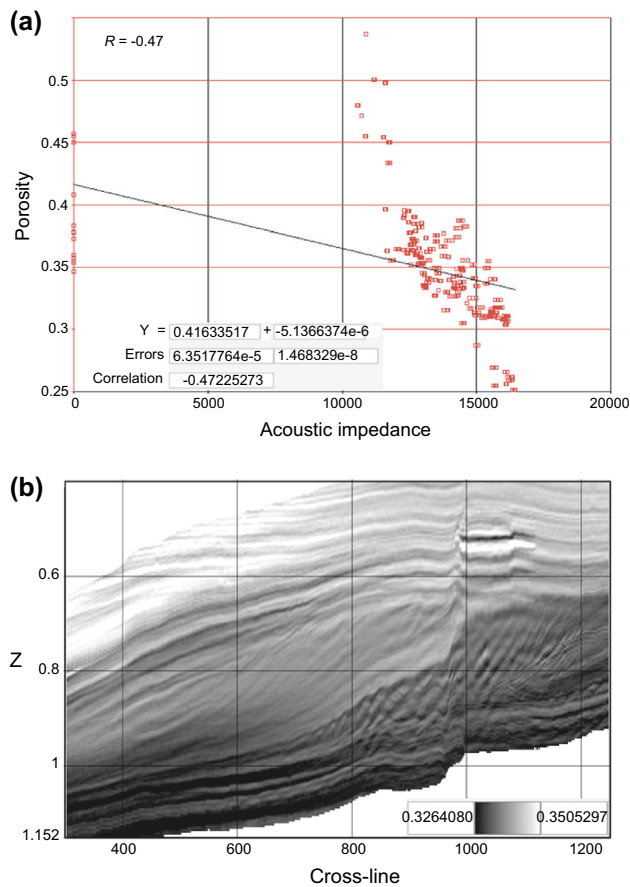 (a)
R = -0.47
0.5
0.45
0.4
0.35
0.3
0.25
Porosity
Y = 0.41633517 + -5.1366374e-6
Errors 6.3517764e-5 1.468329e-8
Correlation -0.47225273
0 5000 10000 15000 20000
Acoustic impedance
(b)
0.6
Z 0.8
1
1.152
0.3264080 0.3505297
400 600 800 1000 1200
Cross-line